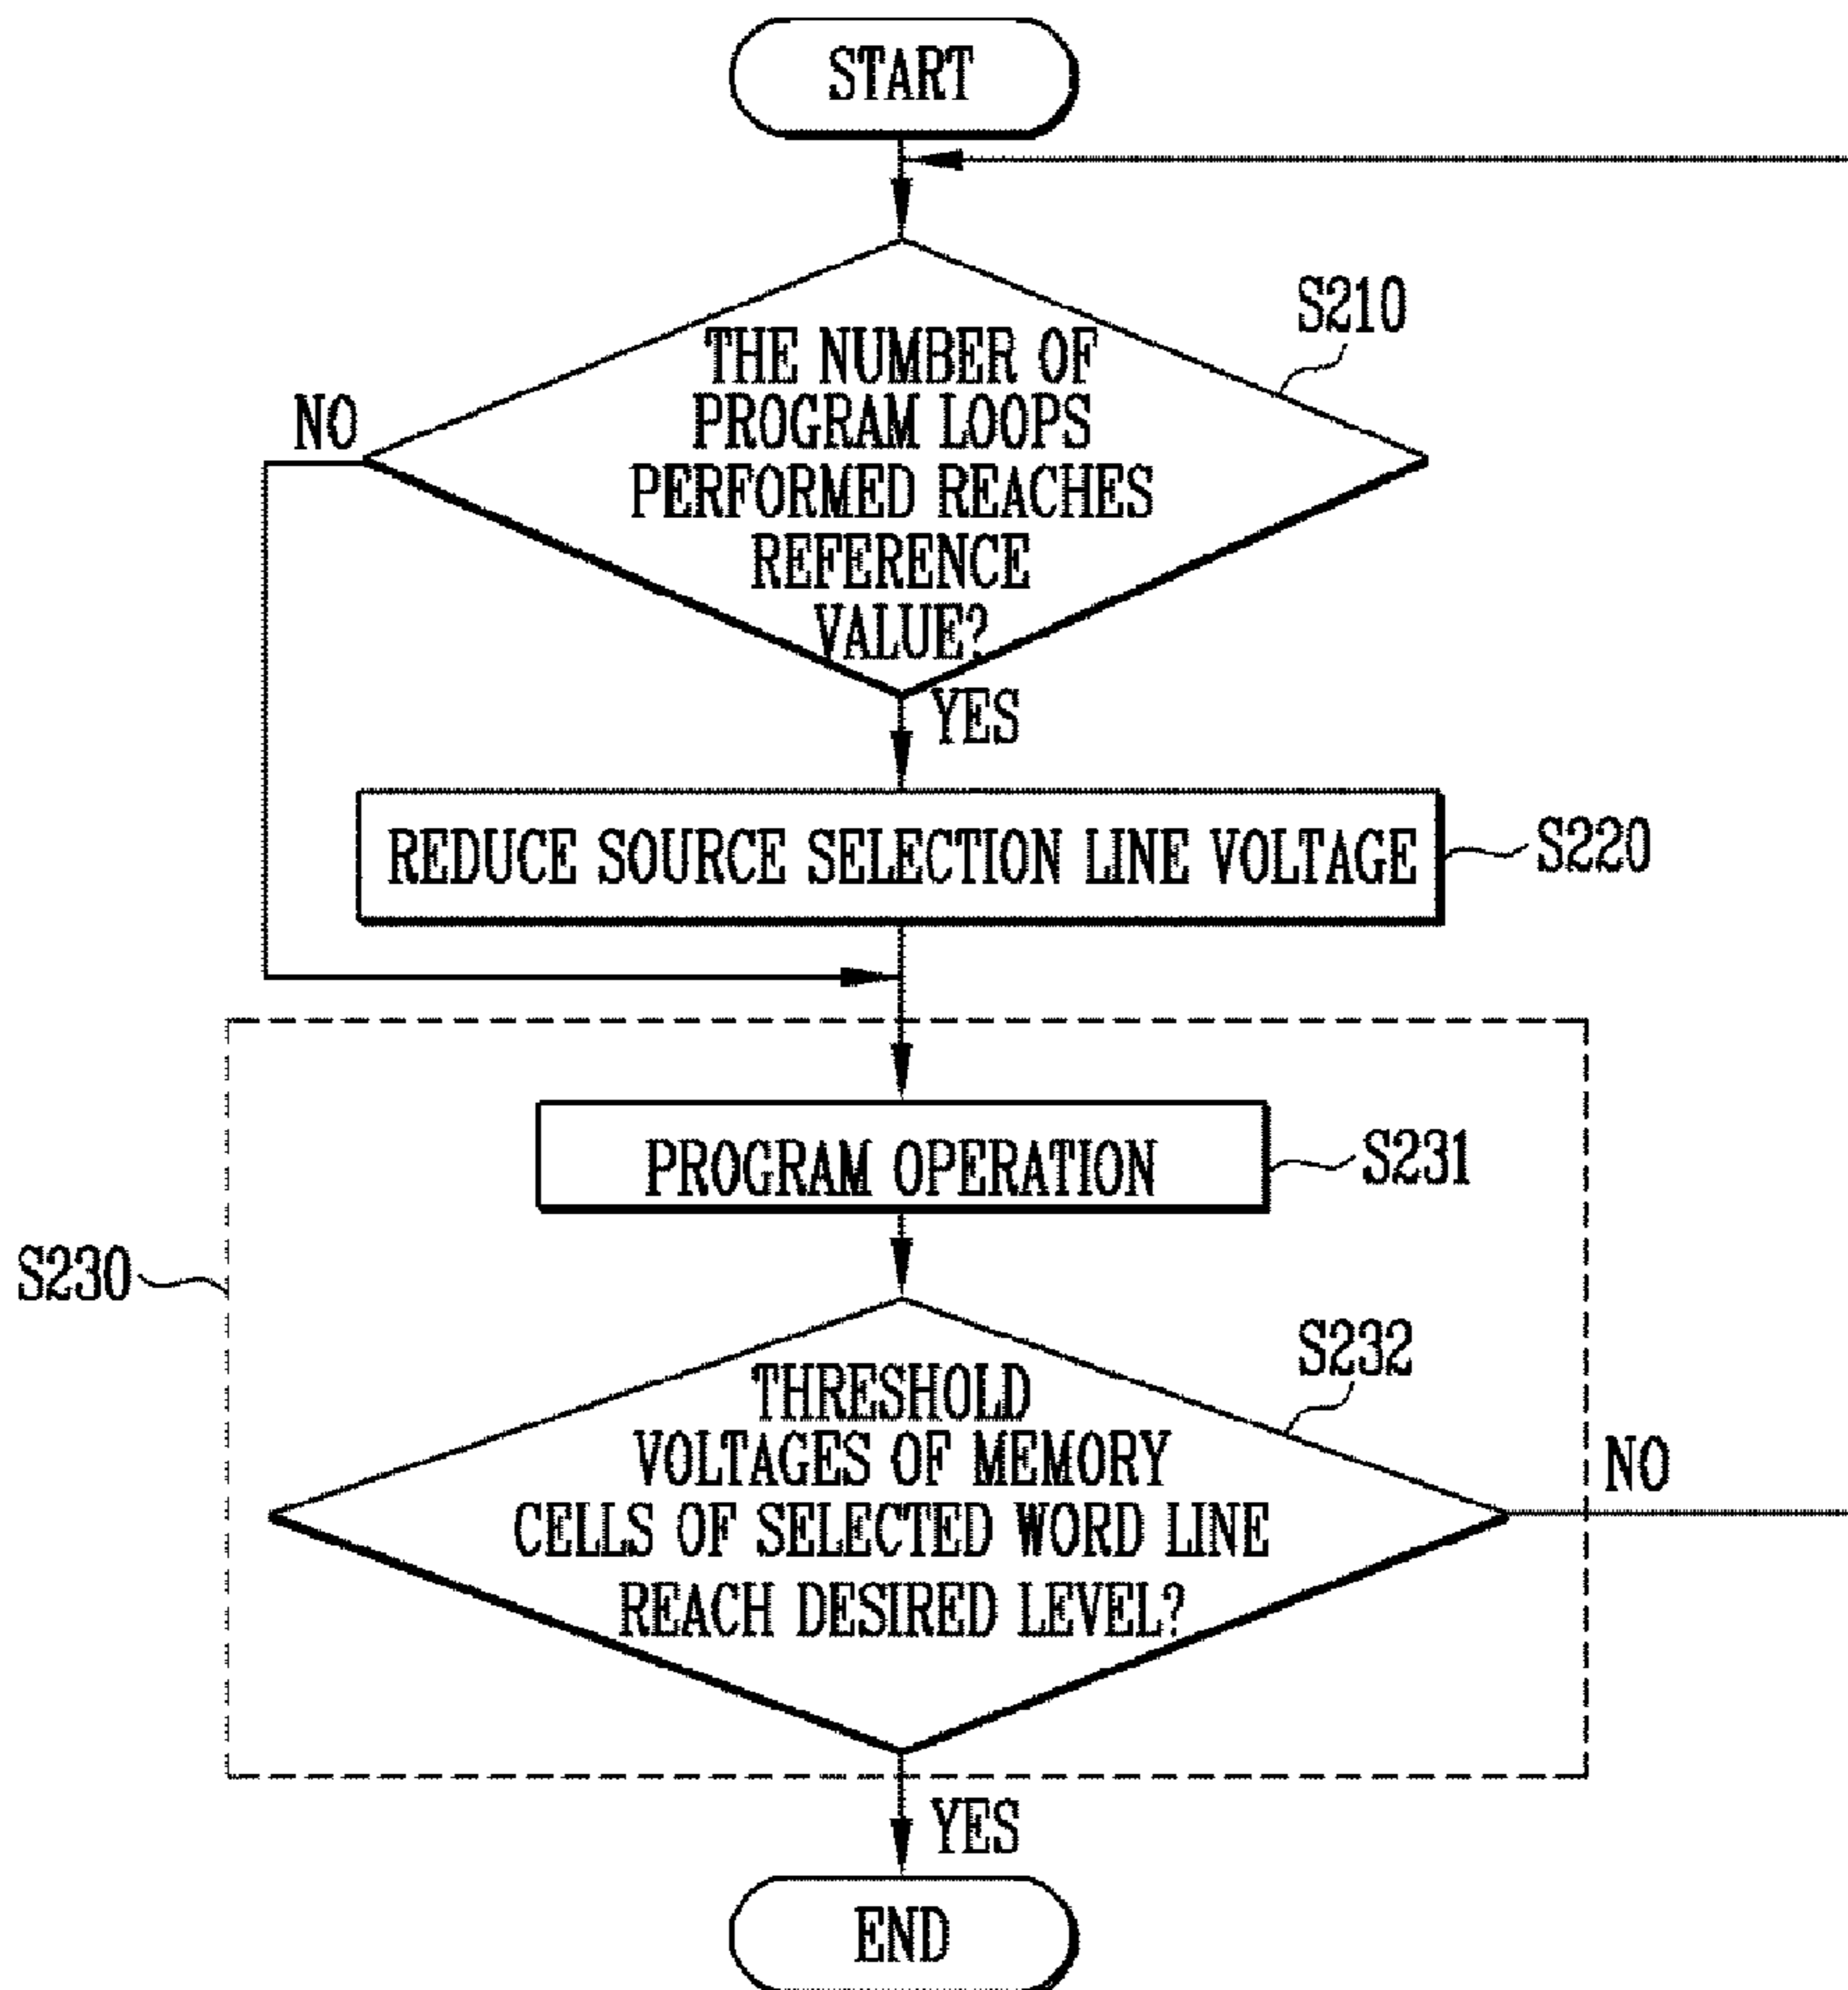 START
S210
THE NUMBER OF
PROGRAM LOOPS
PERFORMED REACHES
REFERENCE
VALUE?
NO
YES
REDUCE SOURCE SELECTION LINE VOLTAGE
S220
PROGRAM OPERATION
S231
S230
S232
THRESHOLD
VOLTAGES OF MEMORY
CELLS OF SELECTED WORD LINE
REACH DESIRED LEVEL?
NO
YES
END